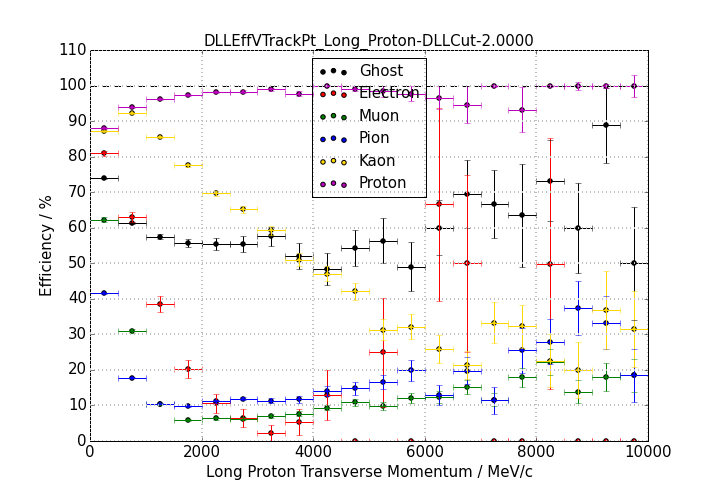 DLLEffVTrackPt_Long_Proton-DLLCut-2.0000
110
100
90
80
70
60
50
40
30
20
10
0
Efficiency / %
Ghost
Electron
Muon
Pion
Kaon
Proton
0 2000 4000 6000 8000 10000
Long Proton Transverse Momentum / MeV/c